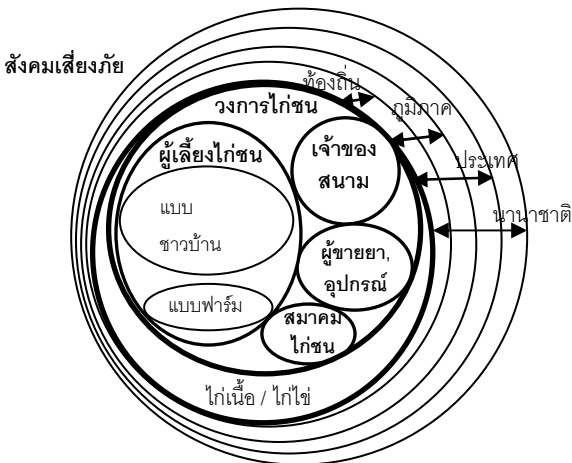 สังคมเสี่ยงภัย
ท้องถิ่น
วงการไก่ชน
ภูมิภาค
ผู้เลี้ยงไก่ชน
เจ้าของ
สนาม
ประเทศ
แบบ
ชาวบ้าน
นานาชาติ
ผู้ขายยา,
อุปกรณ์
แบบฟาร์ม
สมาคม
ไก่ชน
ไก่เนื้อ / ไก่ไข่